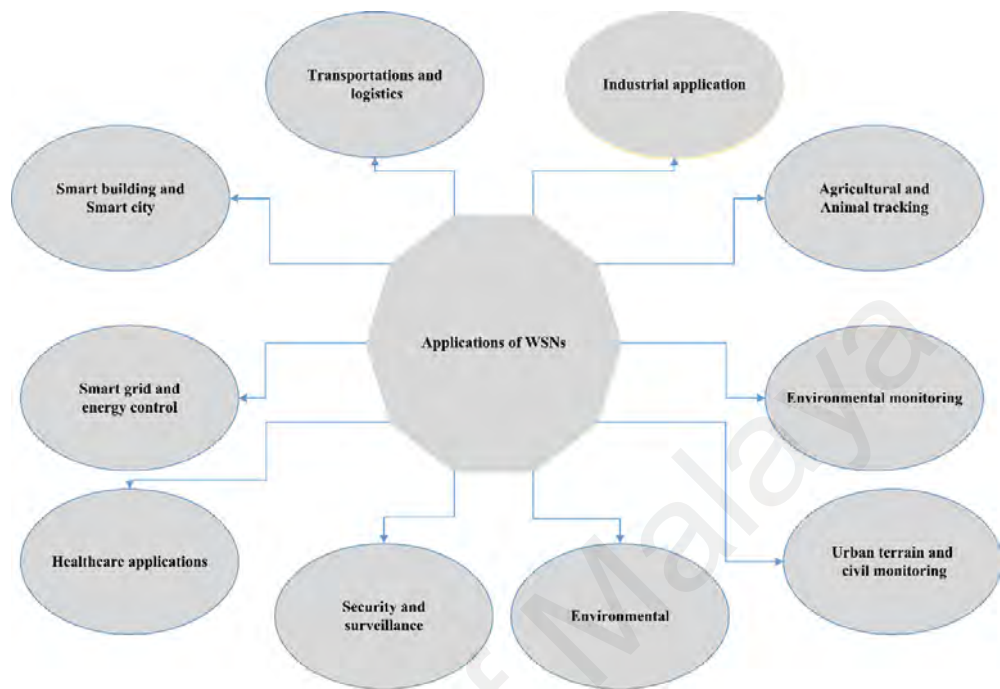 Transportations and
logistics
Industrial application
Smart building and
Smart city
Agricultural and
Animal tracking
Applications of WSNs
Smart grid and
energy control
Environmental monitoring
Healthcare applications
Urban terrain and
civil monitoring
Security and
surveillance
Environmental
f Malaya